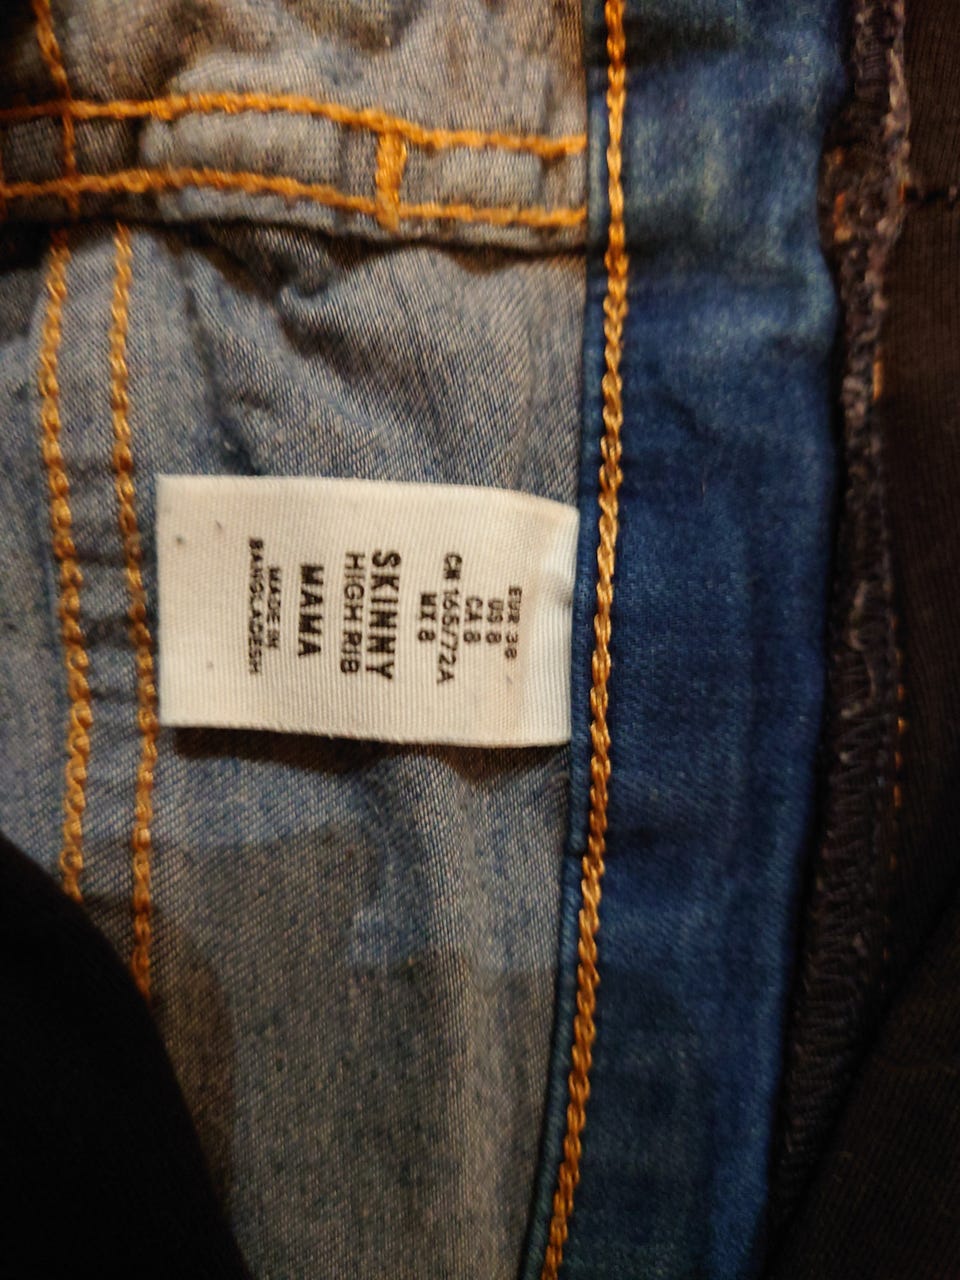 EUR 38
US 8
CA 8
CN 165/72A
MX 8
SKINNY
HIGH RIB
MAMA
MADE IN
BANGLADESH